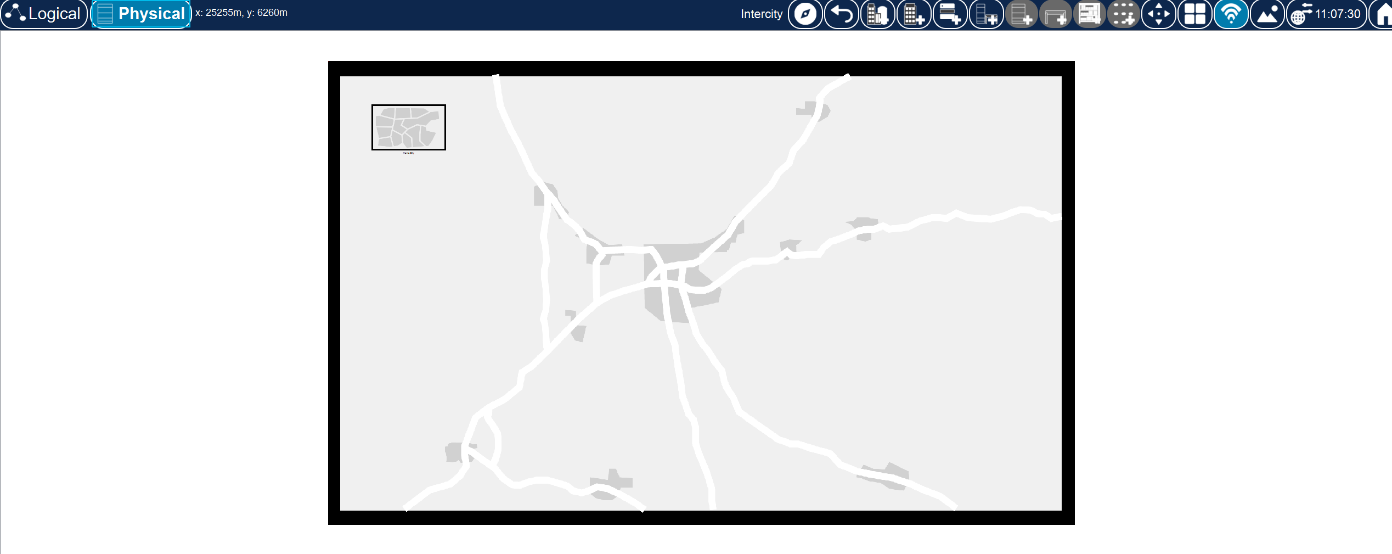 Logical
Physical
x: 25255m, y: 6260m
Intercity
11:07:30